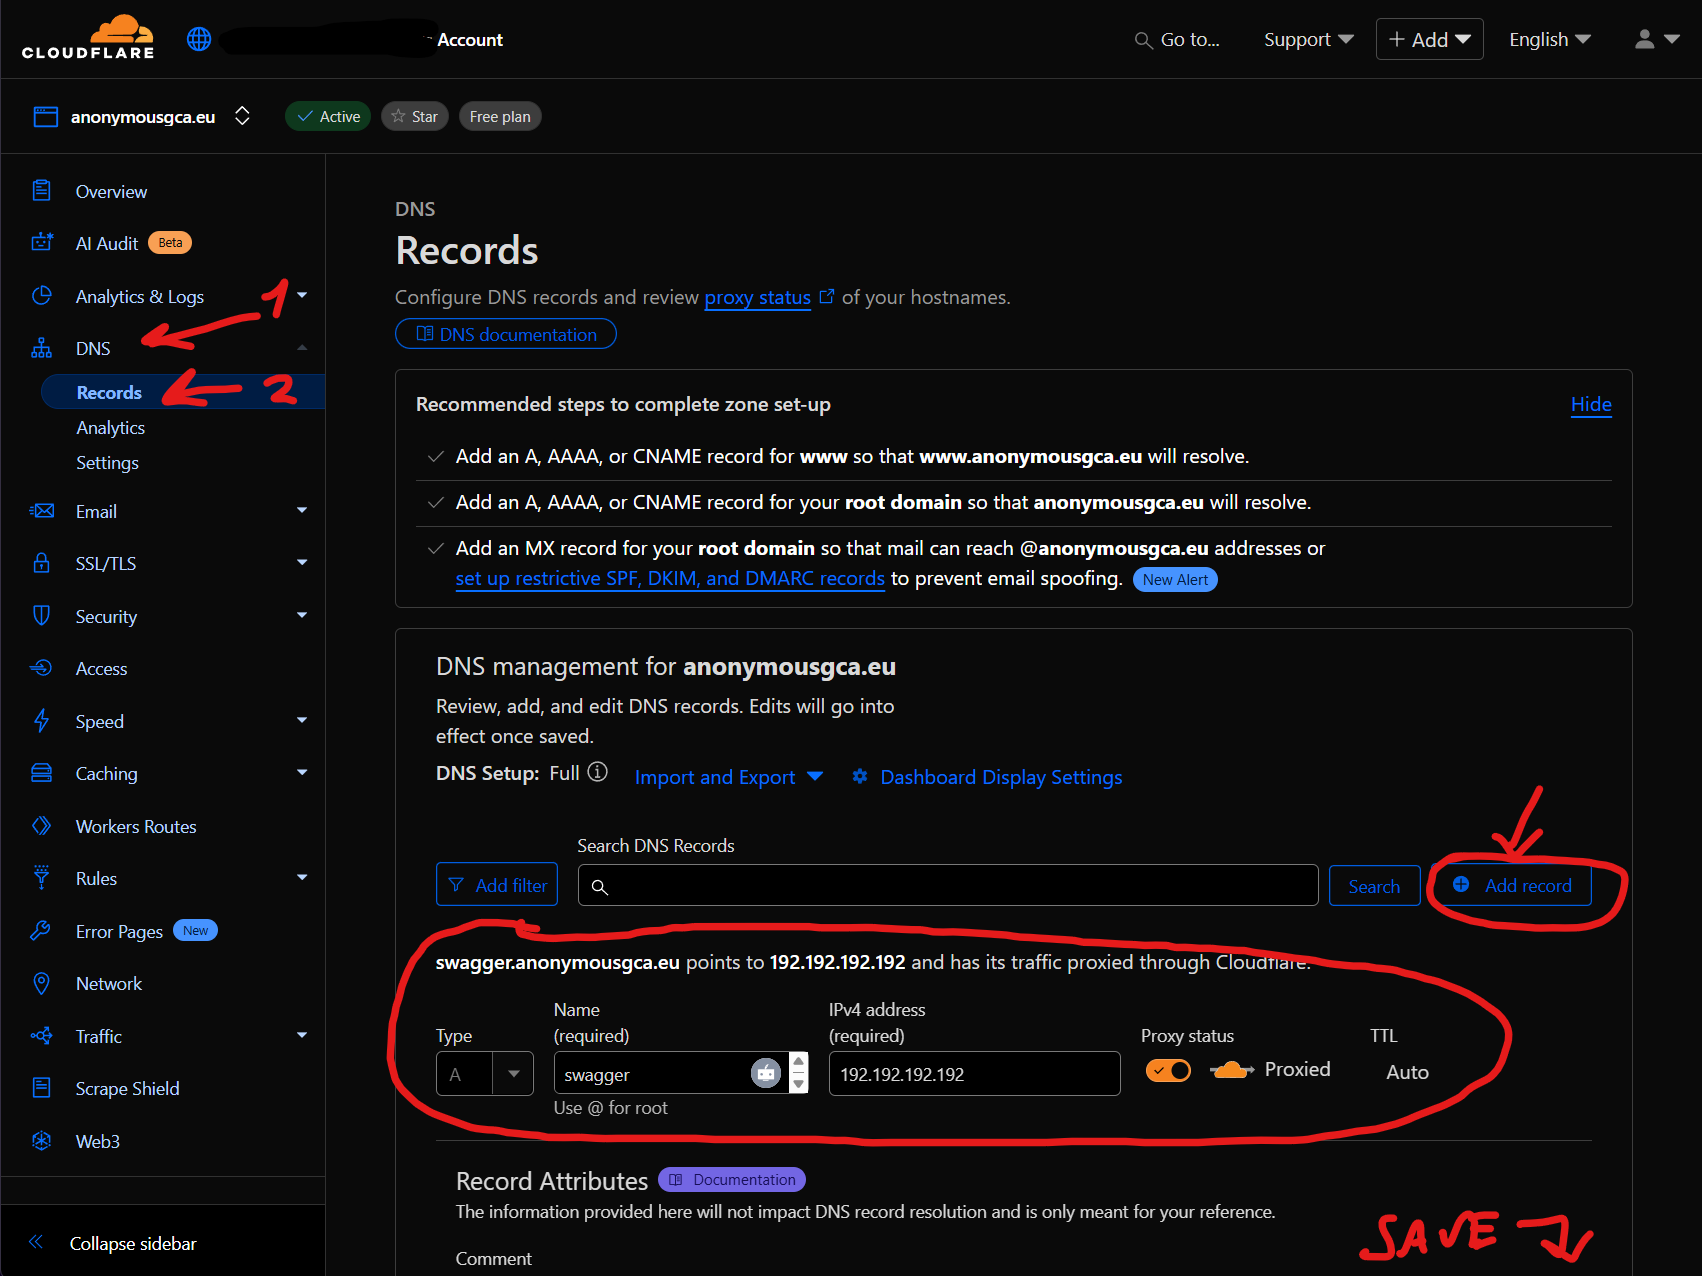 CLOUDFLARE
Account
Go to...
Support
+ Add
English
anonymousgca.eu
Active
Star
Free plan
Overview
AI Audit Beta
Analytics & Logs
1
DNS
Records
2
Analytics
Settings
Email
SSL/TLS
Security
Access
Speed
Caching
Workers Routes
Rules
Error Pages New
Network
Traffic
Scrape Shield
Web3
Collapse sidebar
DNS
Records
Configure DNS records and review proxy status of your hostnames.
DNS documentation
Recommended steps to complete zone set-up
Hide
Add an A, AAAA, or CNAME record for www so that www.anonymousgca.eu will resolve.
Add an A, AAAA, or CNAME record for your root domain so that anonymousgca.eu will resolve.
Add an MX record for your root domain so that mail can reach @anonymousgca.eu addresses or
set up restrictive SPF, DKIM, and DMARC records to prevent email spoofing. New Alert
DNS management for anonymousgca.eu
Review, add, and edit DNS records. Edits will go into
effect once saved.
DNS Setup: Full
Import and Export
Dashboard Display Settings
Search DNS Records
Add filter
Search
Add record
swagger.anonymousgca.eu points to 192.192.192.192 and has its traffic proxied through Cloudflare.
Type
Name
(required)
IPv4 address
(required)
Proxy status
TTL
A
swagger
192.192.192.192
Proxied
Auto
Use @ for root
Record Attributes Documentation
The information provided here will not impact DNS record resolution and is only meant for your reference.
SAVE
Comment